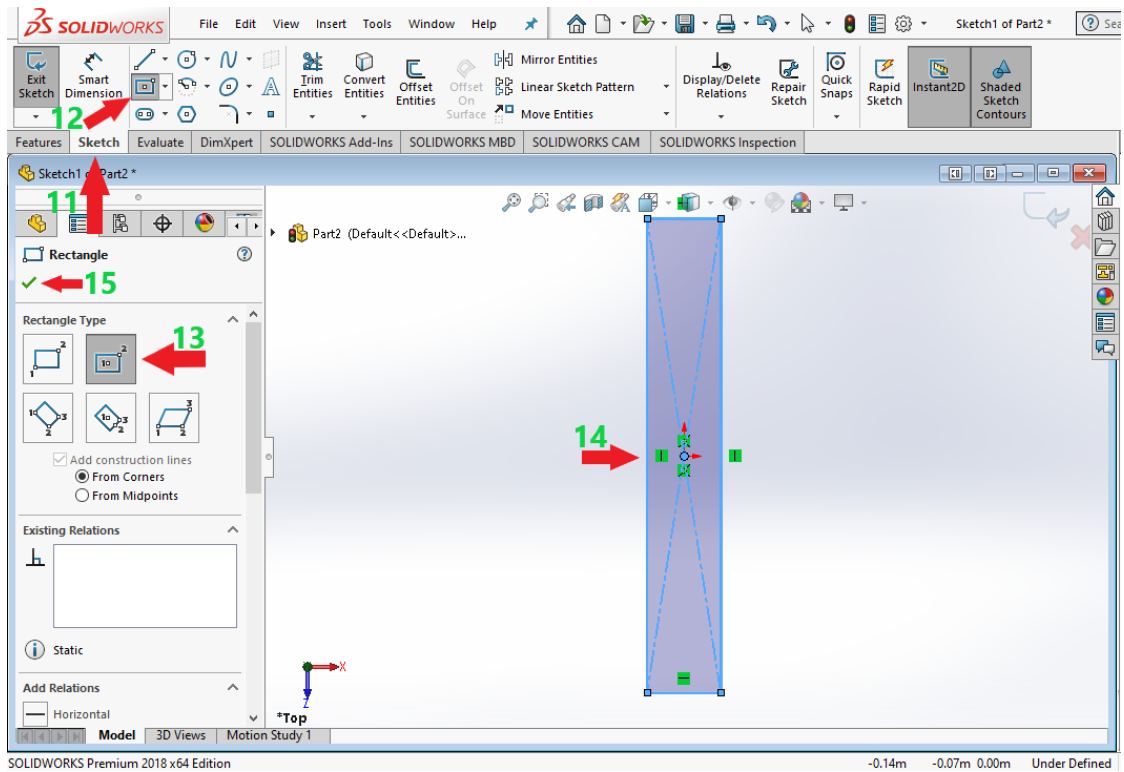 SOLIDWORKS File Edit View Insert Tools Window Help Sketch1 of Part2 * ? Sea
Exit Sketch
Smart Dimension
Trim Entities
Convert Entities
Offset Entities
Offset On Surface
Mirror Entities
Linear Sketch Pattern
Move Entities
Display/Delete Relations
Repair Sketch
Quick Snaps
Rapid Sketch
Instant2D
Shaded Sketch Contours
12
Features Sketch Evaluate DimXpert SOLIDWORKS Add-Ins SOLIDWORKS MBD SOLIDWORKS CAM SOLIDWORKS Inspection
Sketch1 of Part2 *
11
Part2 (Default<<Default>...
Rectangle ?
15
Rectangle Type
13
Add construction lines
From Corners
From Midpoints
14
Existing Relations
Static
Add Relations
Horizontal
X
Z
*Top
Model 3D Views Motion Study 1
SOLIDWORKS Premium 2018 x64 Edition -0.14m -0.07m 0.00m Under Defined